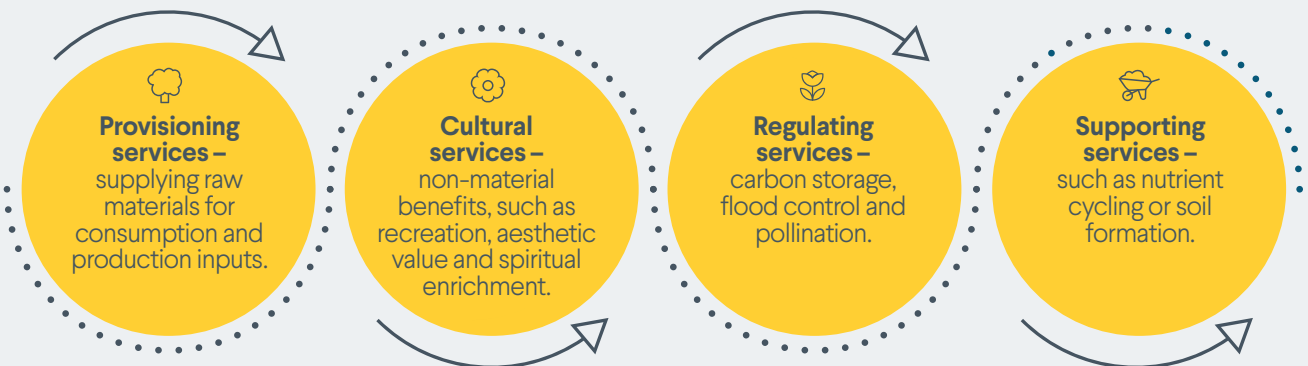 Provisioning
services –
supplying raw
materials for
consumption and
production inputs.
Cultural
services –
non-material
benefits, such as
recreation, aesthetic
value and spiritual
enrichment.
Regulating
services –
carbon storage,
flood control and
pollination.
Supporting
services –
such as nutrient
cycling or soil
formation.